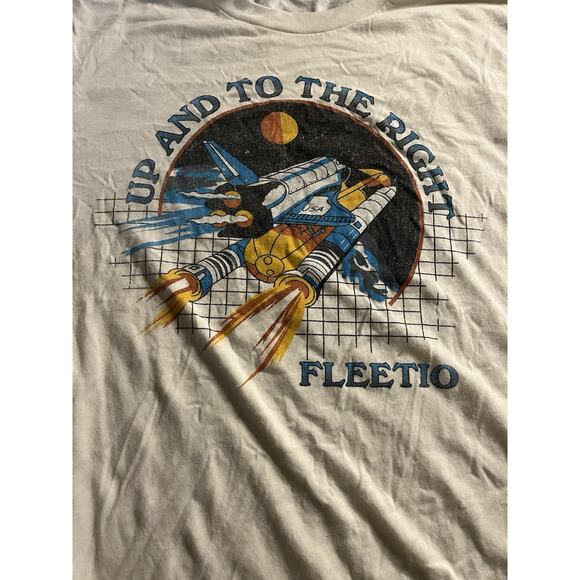 UP AND TO THE RIGHT
USA
FLEETIO